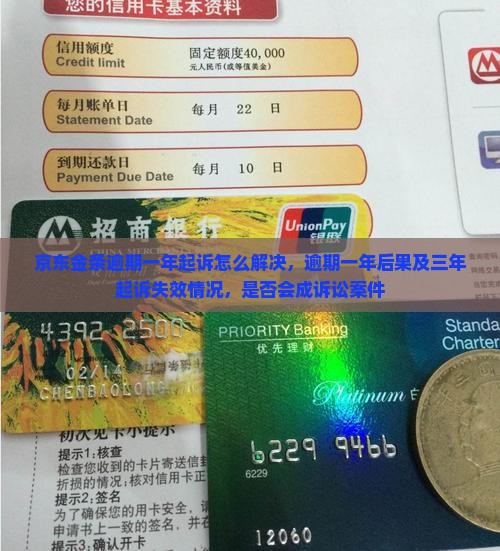 您的信用卡基本资料
信用额度
Credit limit
固定额度40,000
元人民币(或等值美金)
每月账单日
Statement Date
每月 22 日
到期还款日
Payment Due Date
每月 10 日
招商银行
CHINA MERCHANTS BANK
UnionPay
银联
京东金条逾期一年起诉怎么解决，逾期一年后果及三年
起诉失效情况，是否会成诉讼案件
4392 2500
02/14
CHENBAOLONG
PRIORITY Banking
优先理财
Standa
Charter
Platinum 白
6229 9466
6229
12060
初次见卡小提示
提示1:核查
检查您收到的卡片寄送信封
折损的情况;核对信用卡
提示2:签名
为了确保您的用卡安全，请
申请书上一致的签名，并在
提示3:确认开卡